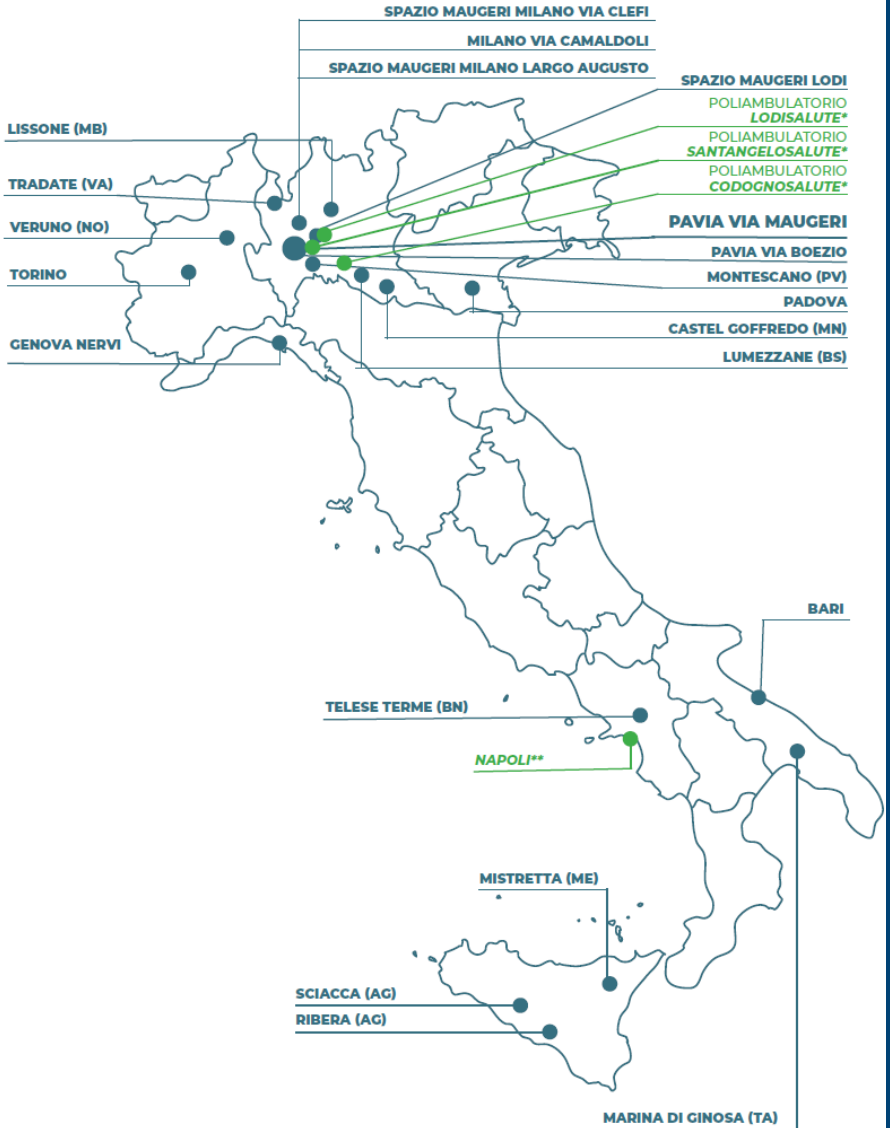 SPAZIO MAUGERI MILANO VIA CLEFI
MILANO VIA CAMALDOLI
SPAZIO MAUGERI MILANO LARGO AUGUSTO
SPAZIO MAUGERI LODI
POLIAMBULATORIO
LODISALUTE*
POLIAMBULATORIO
SANTANGELOSALUTE*
POLIAMBULATORIO
CODOGNOSALUTE*
PAVIA VIA MAUGERI
PAVIA VIA BOEZIO
MONTESCANO (PV)
PADOVA
CASTEL GOFFREDO (MN)
LUMEZZANE (BS)
LISSONE (MB)
TRADATE (VA)
VERUNO (NO)
TORINO
GENOVA NERVI
BARI
TELESE TERME (BN)
NAPOLI**
MISTRETTA (ME)
SCIACCA (AG)
RIBERA (AG)
MARINA DI GINOSA (TA)